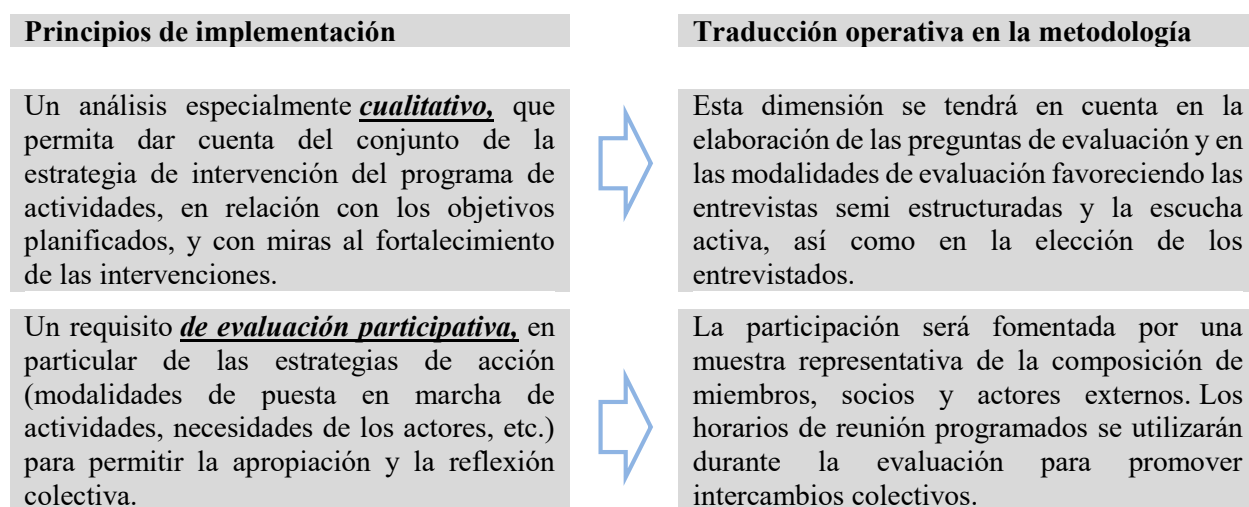 Principios de implementación
Traducción operativa en la metodología
Un análisis especialmente cualitativo, que
permita dar cuenta del conjunto de la
estrategia de intervención del programa de
actividades, en relación con los objetivos
planificados, y con miras al fortalecimiento
de las intervenciones.
Esta dimensión se tendrá en cuenta en la
elaboración de las preguntas de evaluación y en
las modalidades de evaluación favoreciendo las
entrevistas semi estructuradas y la escucha
activa, así como en la elección de los
entrevistados.
Un requisito de evaluación participativa, en
particular de las estrategias de acción
(modalidades de puesta en marcha de
actividades, necesidades de los actores, etc.)
para permitir la apropiación y la reflexión
colectiva.
La participación será fomentada por una
muestra representativa de la composición de
miembros, socios y actores externos. Los
horarios de reunión programados se utilizarán
durante la evaluación para promover
intercambios colectivos.